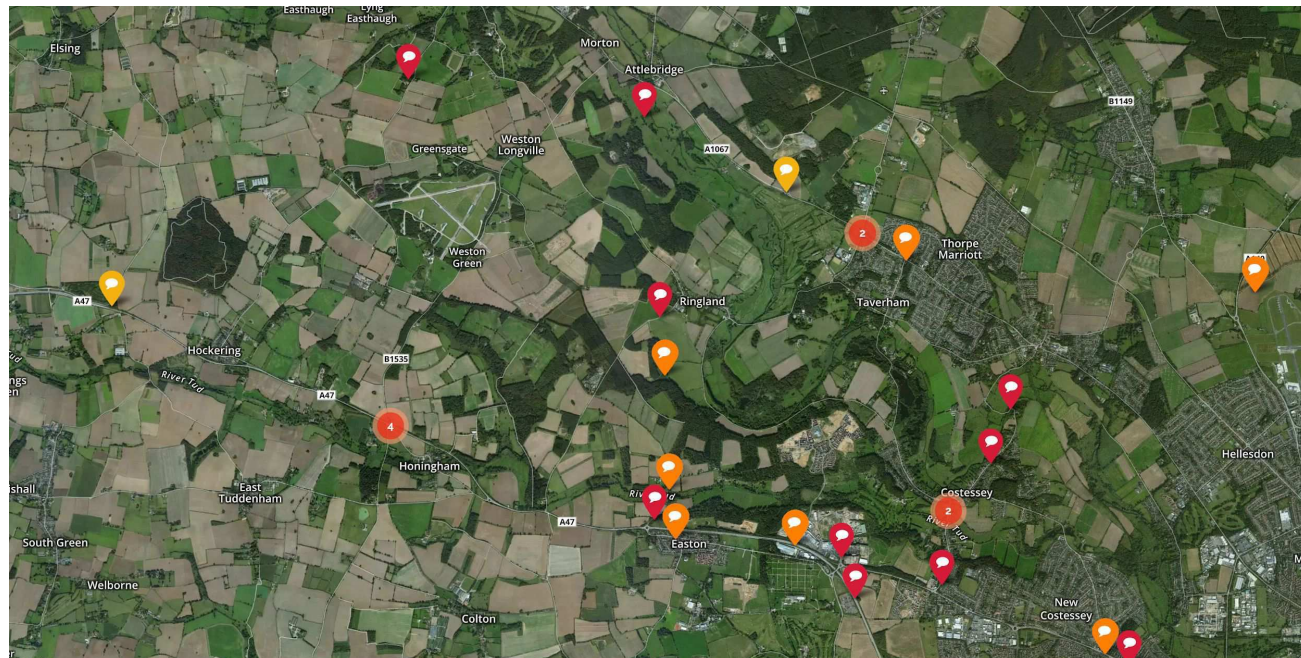 Easthaugh
Lyng
Easthaugh
Elsing
Morton
Attlebridge
B1149
A1067
Weston
Longville
Greensgate
2
Thorpe
Marriott
Weston
Green
Ringland
Taverham
A47
Hockering
B1535
River Tud
A47
4
Honingham
Hellesdon
East
Tuddenham
Costessey
2
River Tud
A47
Easton
South Green
Welborne
New
Costessey
Colton